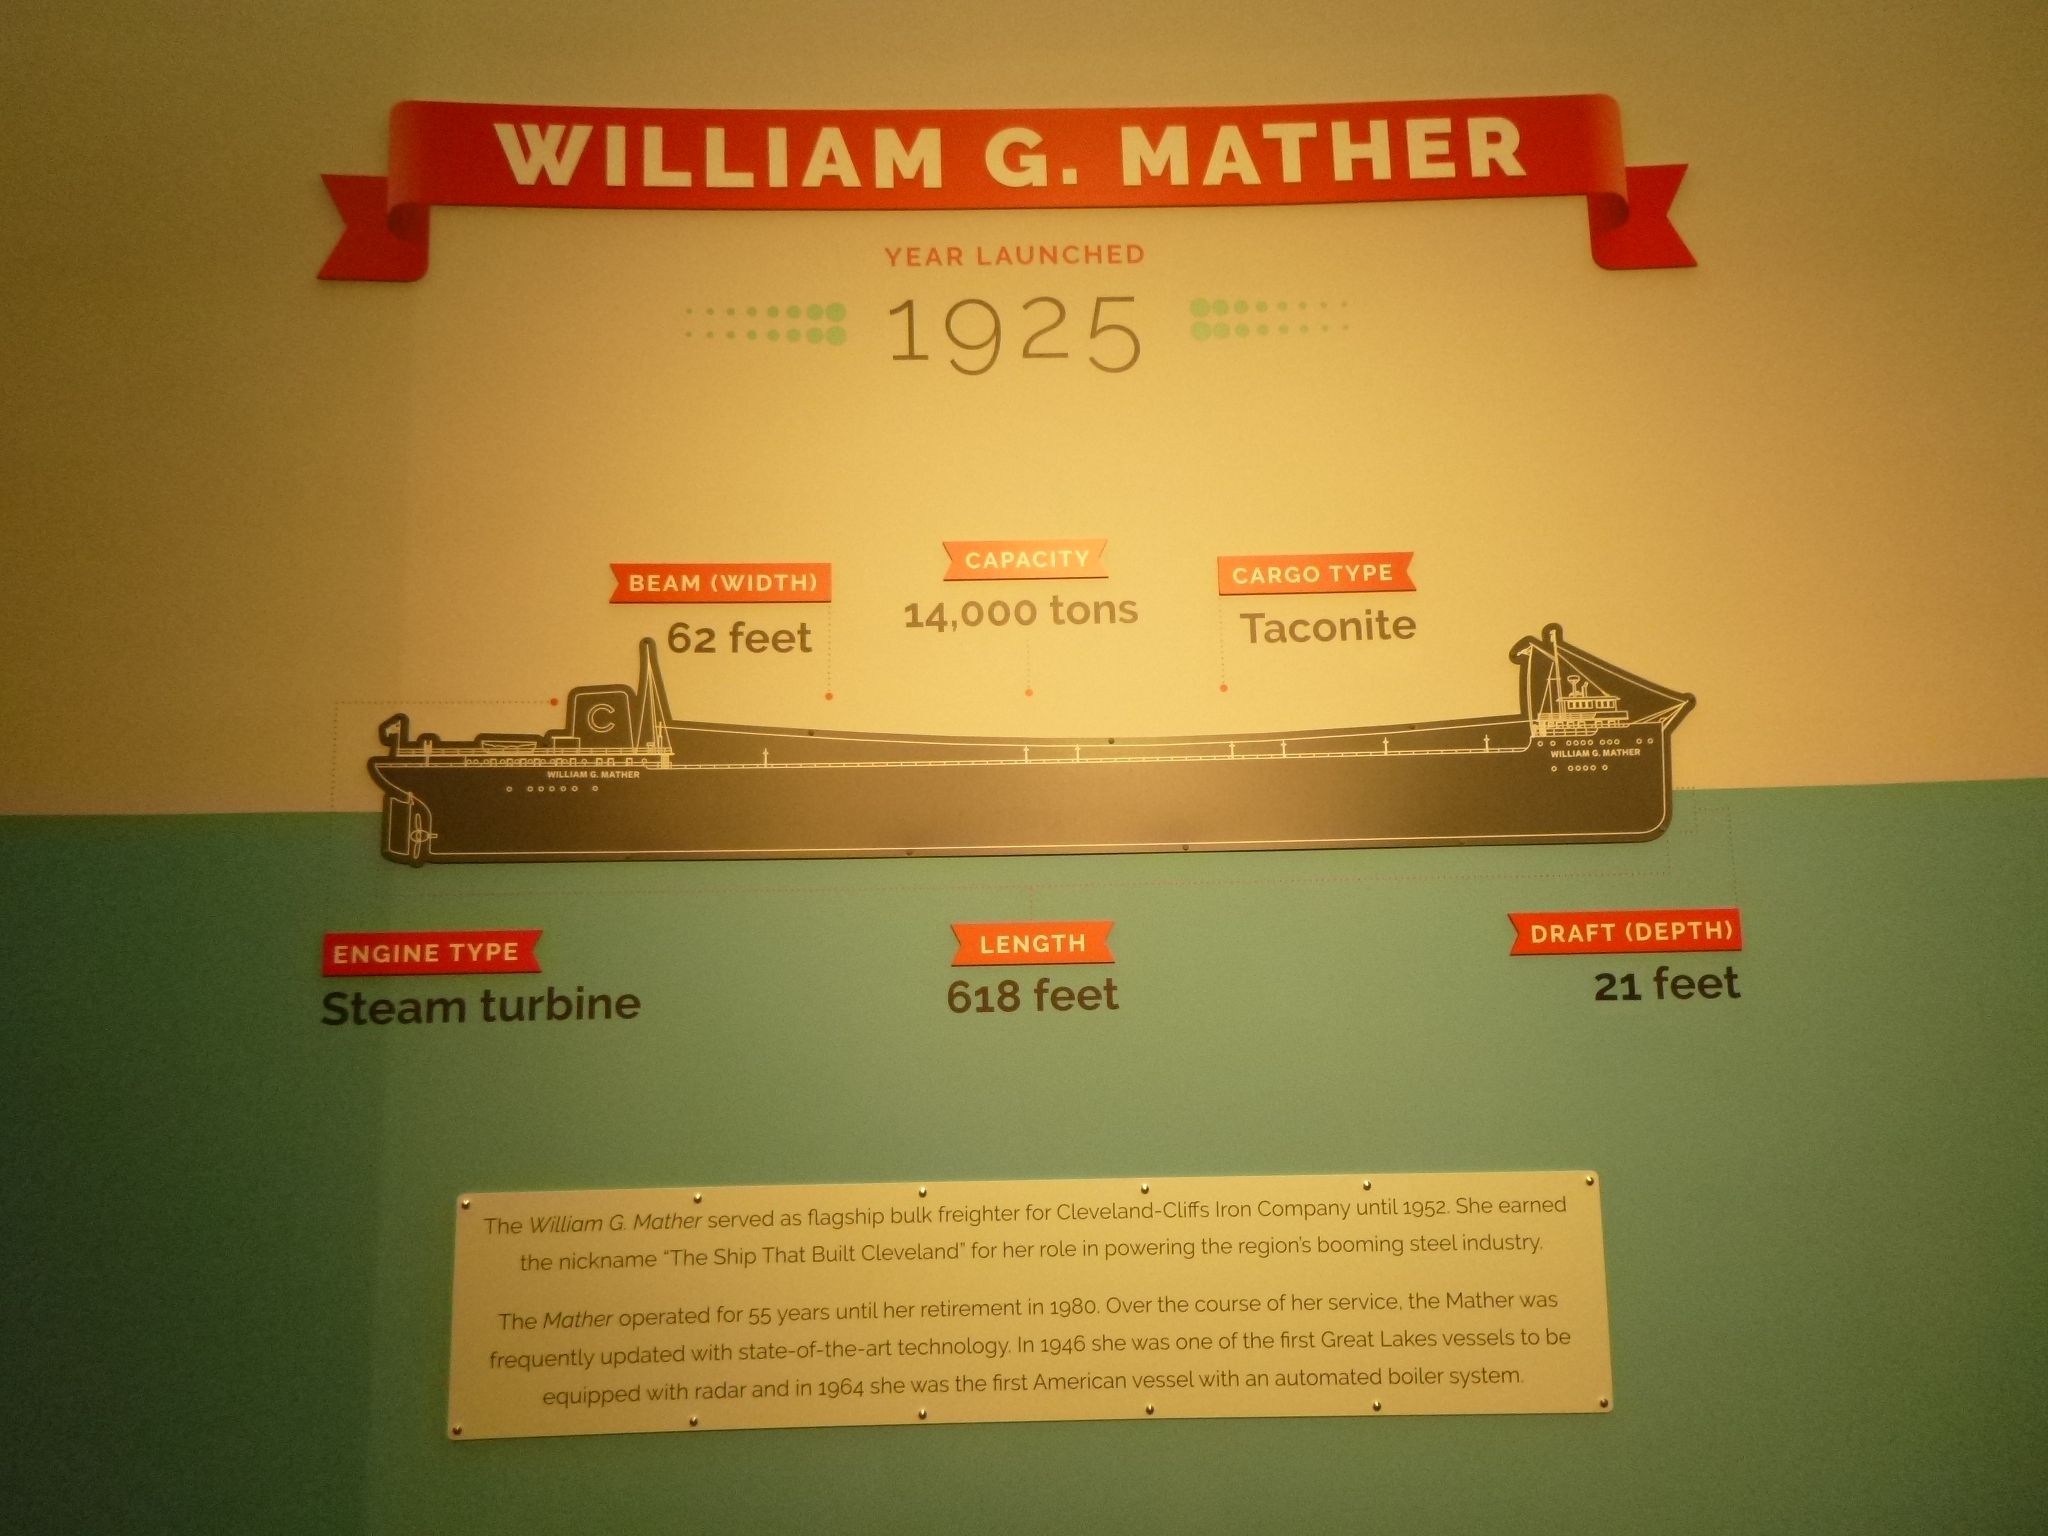 WILLIAM G. MATHER
YEAR LAUNCHED
1925
BEAM (WIDTH)
62 feet
CAPACITY
14,000 tons
CARGO TYPE
Taconite
C
WILLIAM G. MATHER
WILLIAM G. MATHER
ENGINE TYPE
Steam turbine
LENGTH
618 feet
DRAFT (DEPTH)
21 feet
The William G. Mather served as flagship bulk freighter for Cleveland-Cliffs Iron Company until 1952. She earned
the nickname “The Ship That Built Cleveland” for her role in powering the region’s booming steel industry.
The Mather operated for 55 years until her retirement in 1980. Over the course of her service, the Mather was
frequently updated with state-of-the-art technology. In 1946 she was one of the first Great Lakes vessels to be
equipped with radar and in 1964 she was the first American vessel with an automated boiler system.